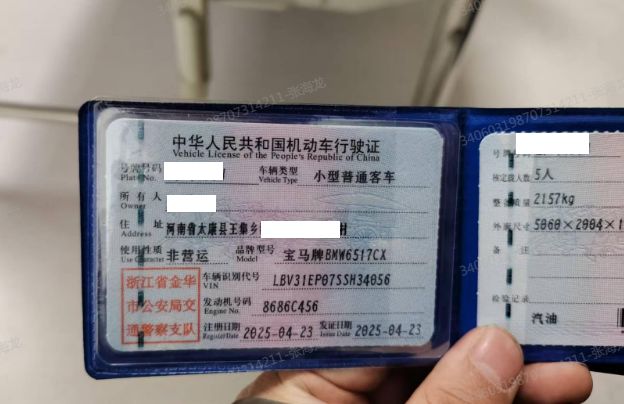 中华人民共和国机动车行驶证
Vehicle License of the People's Republic of China
号牌号码
Plate No.
车辆类型 小型普通客车
Vehicle Type
所有人
Owner
住址 河南省太康县王集乡 村
Address
使用性质 非营运
Use Character
品牌型号 宝马牌BMW6517CX
Model
浙江省金华
市公安局交
通警察支队
车辆识别代号 LBV31EP07SSH34056
VIN
发动机号码 8686C456
Engine No.
注册日期 2025-04-23
Register Date
发证日期 2025-04-23
Issue Date
核定载人数 5人
整备质量 2157kg
外廓尺寸 5060×2004×1
备注
检验记录
汽油
340603198707314211-张海龙